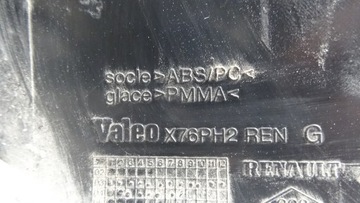 socle >ABS/PC<
glace >PMMA<
Valeo X76PH2 REN G
RENAULT